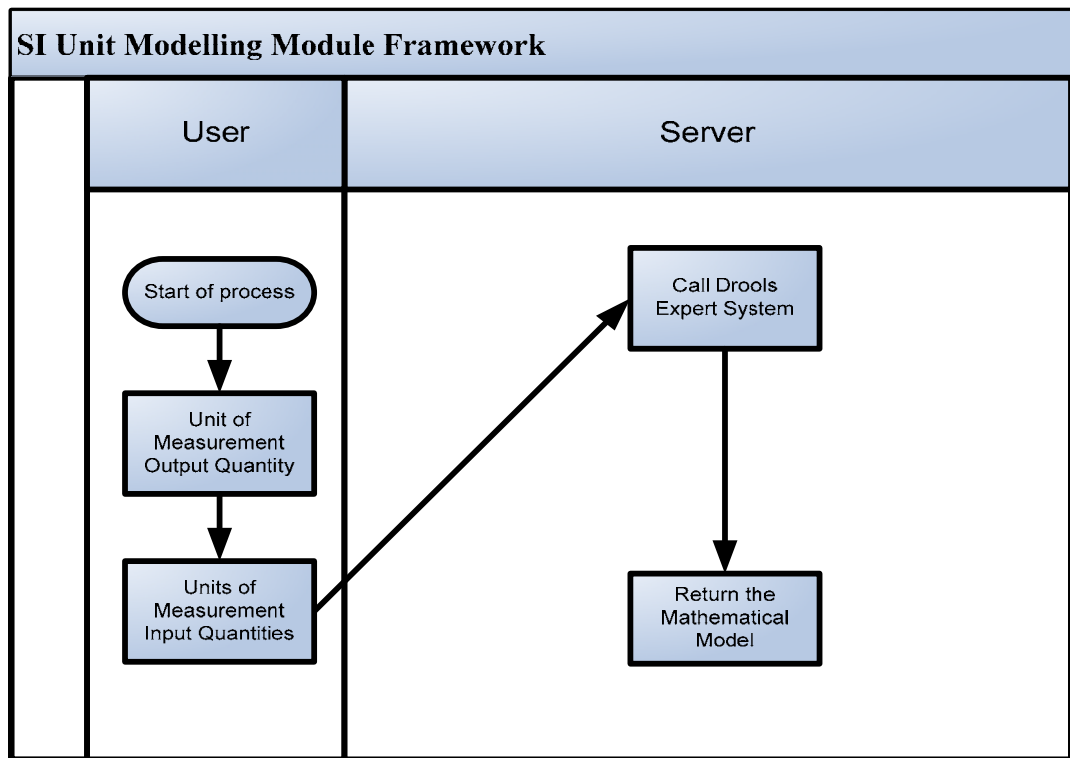 SI Unit Modelling Module Framework
User
Server
Start of process
Unit of
Measurement
Output Quantity
Units of
Measurement
Input Quantities
Call Drools
Expert System
Return the
Mathematical
Model